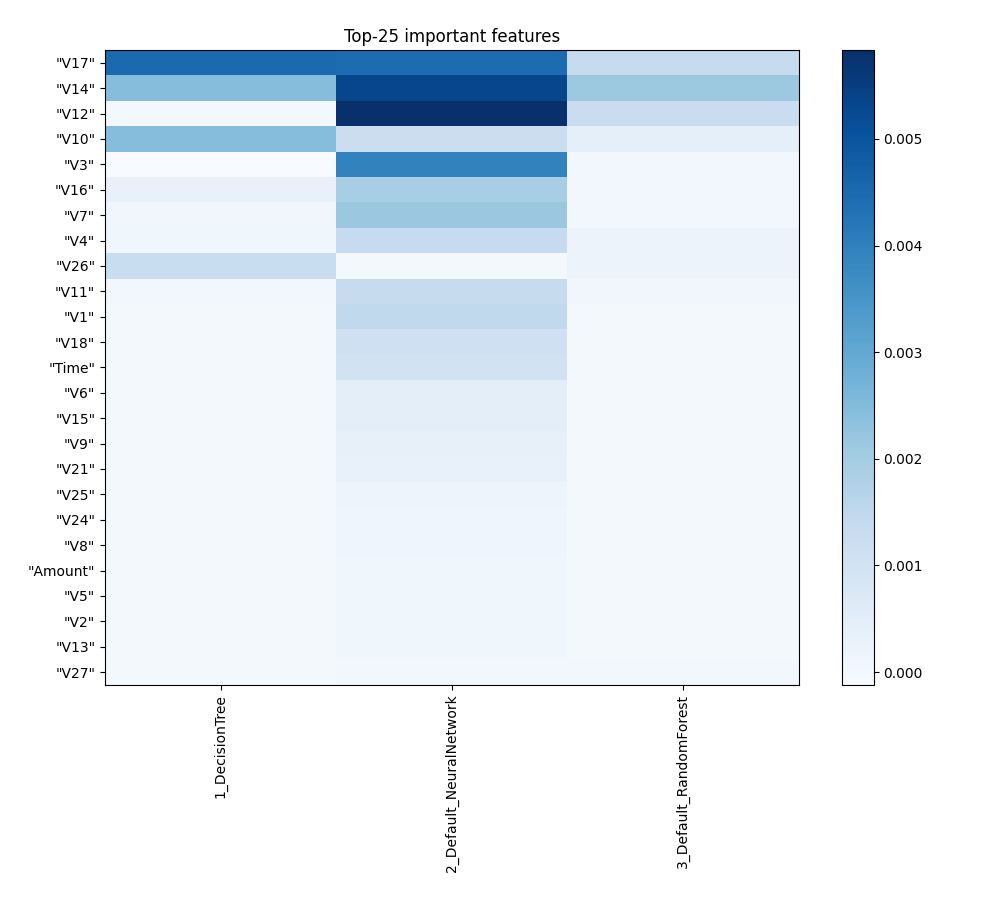 Top-25 important features
"V17"
"V14"
"V12"
"V10"
"V3"
"V16"
"V7"
"V4"
"V26"
"V11"
"V1"
"V18"
"Time"
"V6"
"V15"
"V9"
"V21"
"V25"
"V24"
"V8"
"Amount"
"V5"
"V2"
"V13"
"V27"
1_DecisionTree
2_Default_NeuralNetwork
3_Default_RandomForest
0.005
0.004
0.003
0.002
0.001
0.000